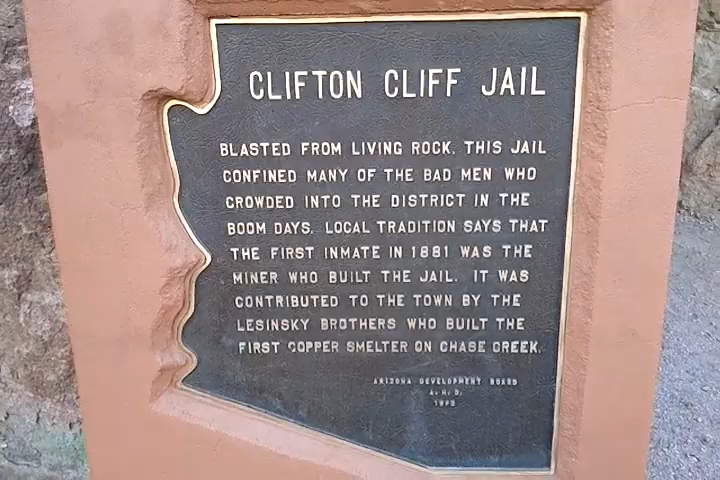 CLIFTON CLIFF JAIL
BLASTED FROM LIVING ROCK, THIS JAIL
CONFINED MANY OF THE BAD MEN WHO
CROWDED INTO THE DISTRICT IN THE
BOOM DAYS. LOCAL TRADITION SAYS THAT
THE FIRST INMATE IN 1881 WAS THE
MINER WHO BUILT THE JAIL. IT WAS
CONTRIBUTED TO THE TOWN BY THE
LESINSKY BROTHERS WHO BUILT THE
FIRST COPPER SMELTER ON CHASE CREEK.
ARIZONA DEVELOPMENT BOARD
A. H. D.